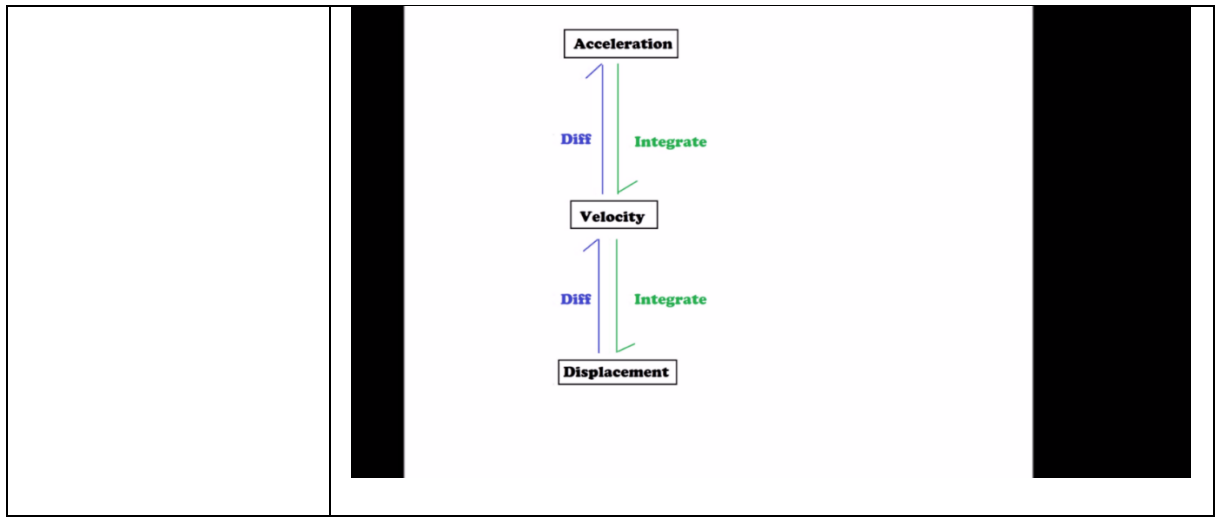 Acceleration
Diff
Integrate
Velocity
Diff
Integrate
Displacement